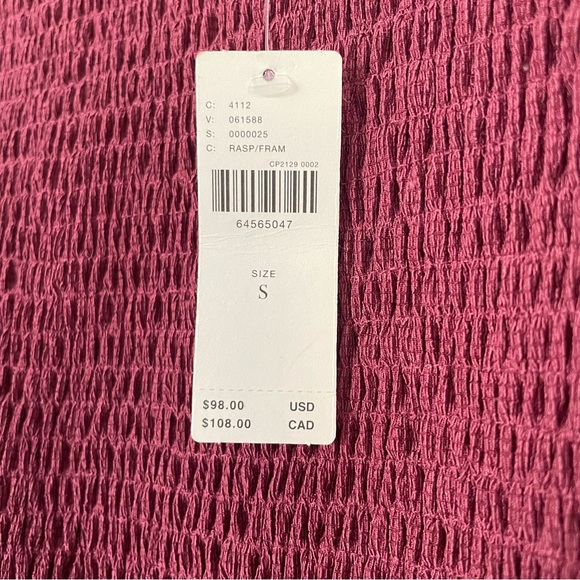 C: 4112
V: 061588
S: 0000025
C: RASP/FRAM
CP2129 0002
64565047
SIZE
S
$98.00 USD
$108.00 CAD